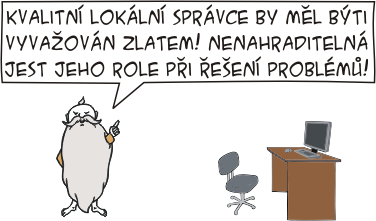 KVALITNÍ LOKÁLNÍ SPRÁVCE BY MĚL BÝTI
VYVAŽOVÁN ZLATEM! NENAHRADITELNÁ
JEST JEHO ROLE PŘI ŘEŠENÍ PROBLÉMŮ!